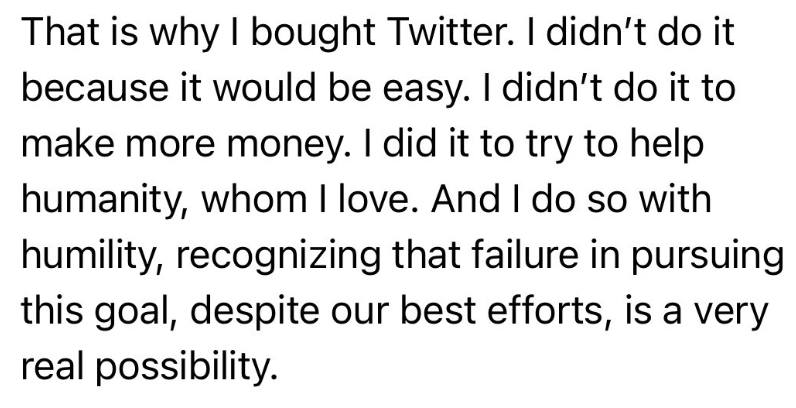 That is why I bought Twitter. I didn’t do it
because it would be easy. I didn’t do it to
make more money. I did it to try to help
humanity, whom I love. And I do so with
humility, recognizing that failure in pursuing
this goal, despite our best efforts, is a very
real possibility.